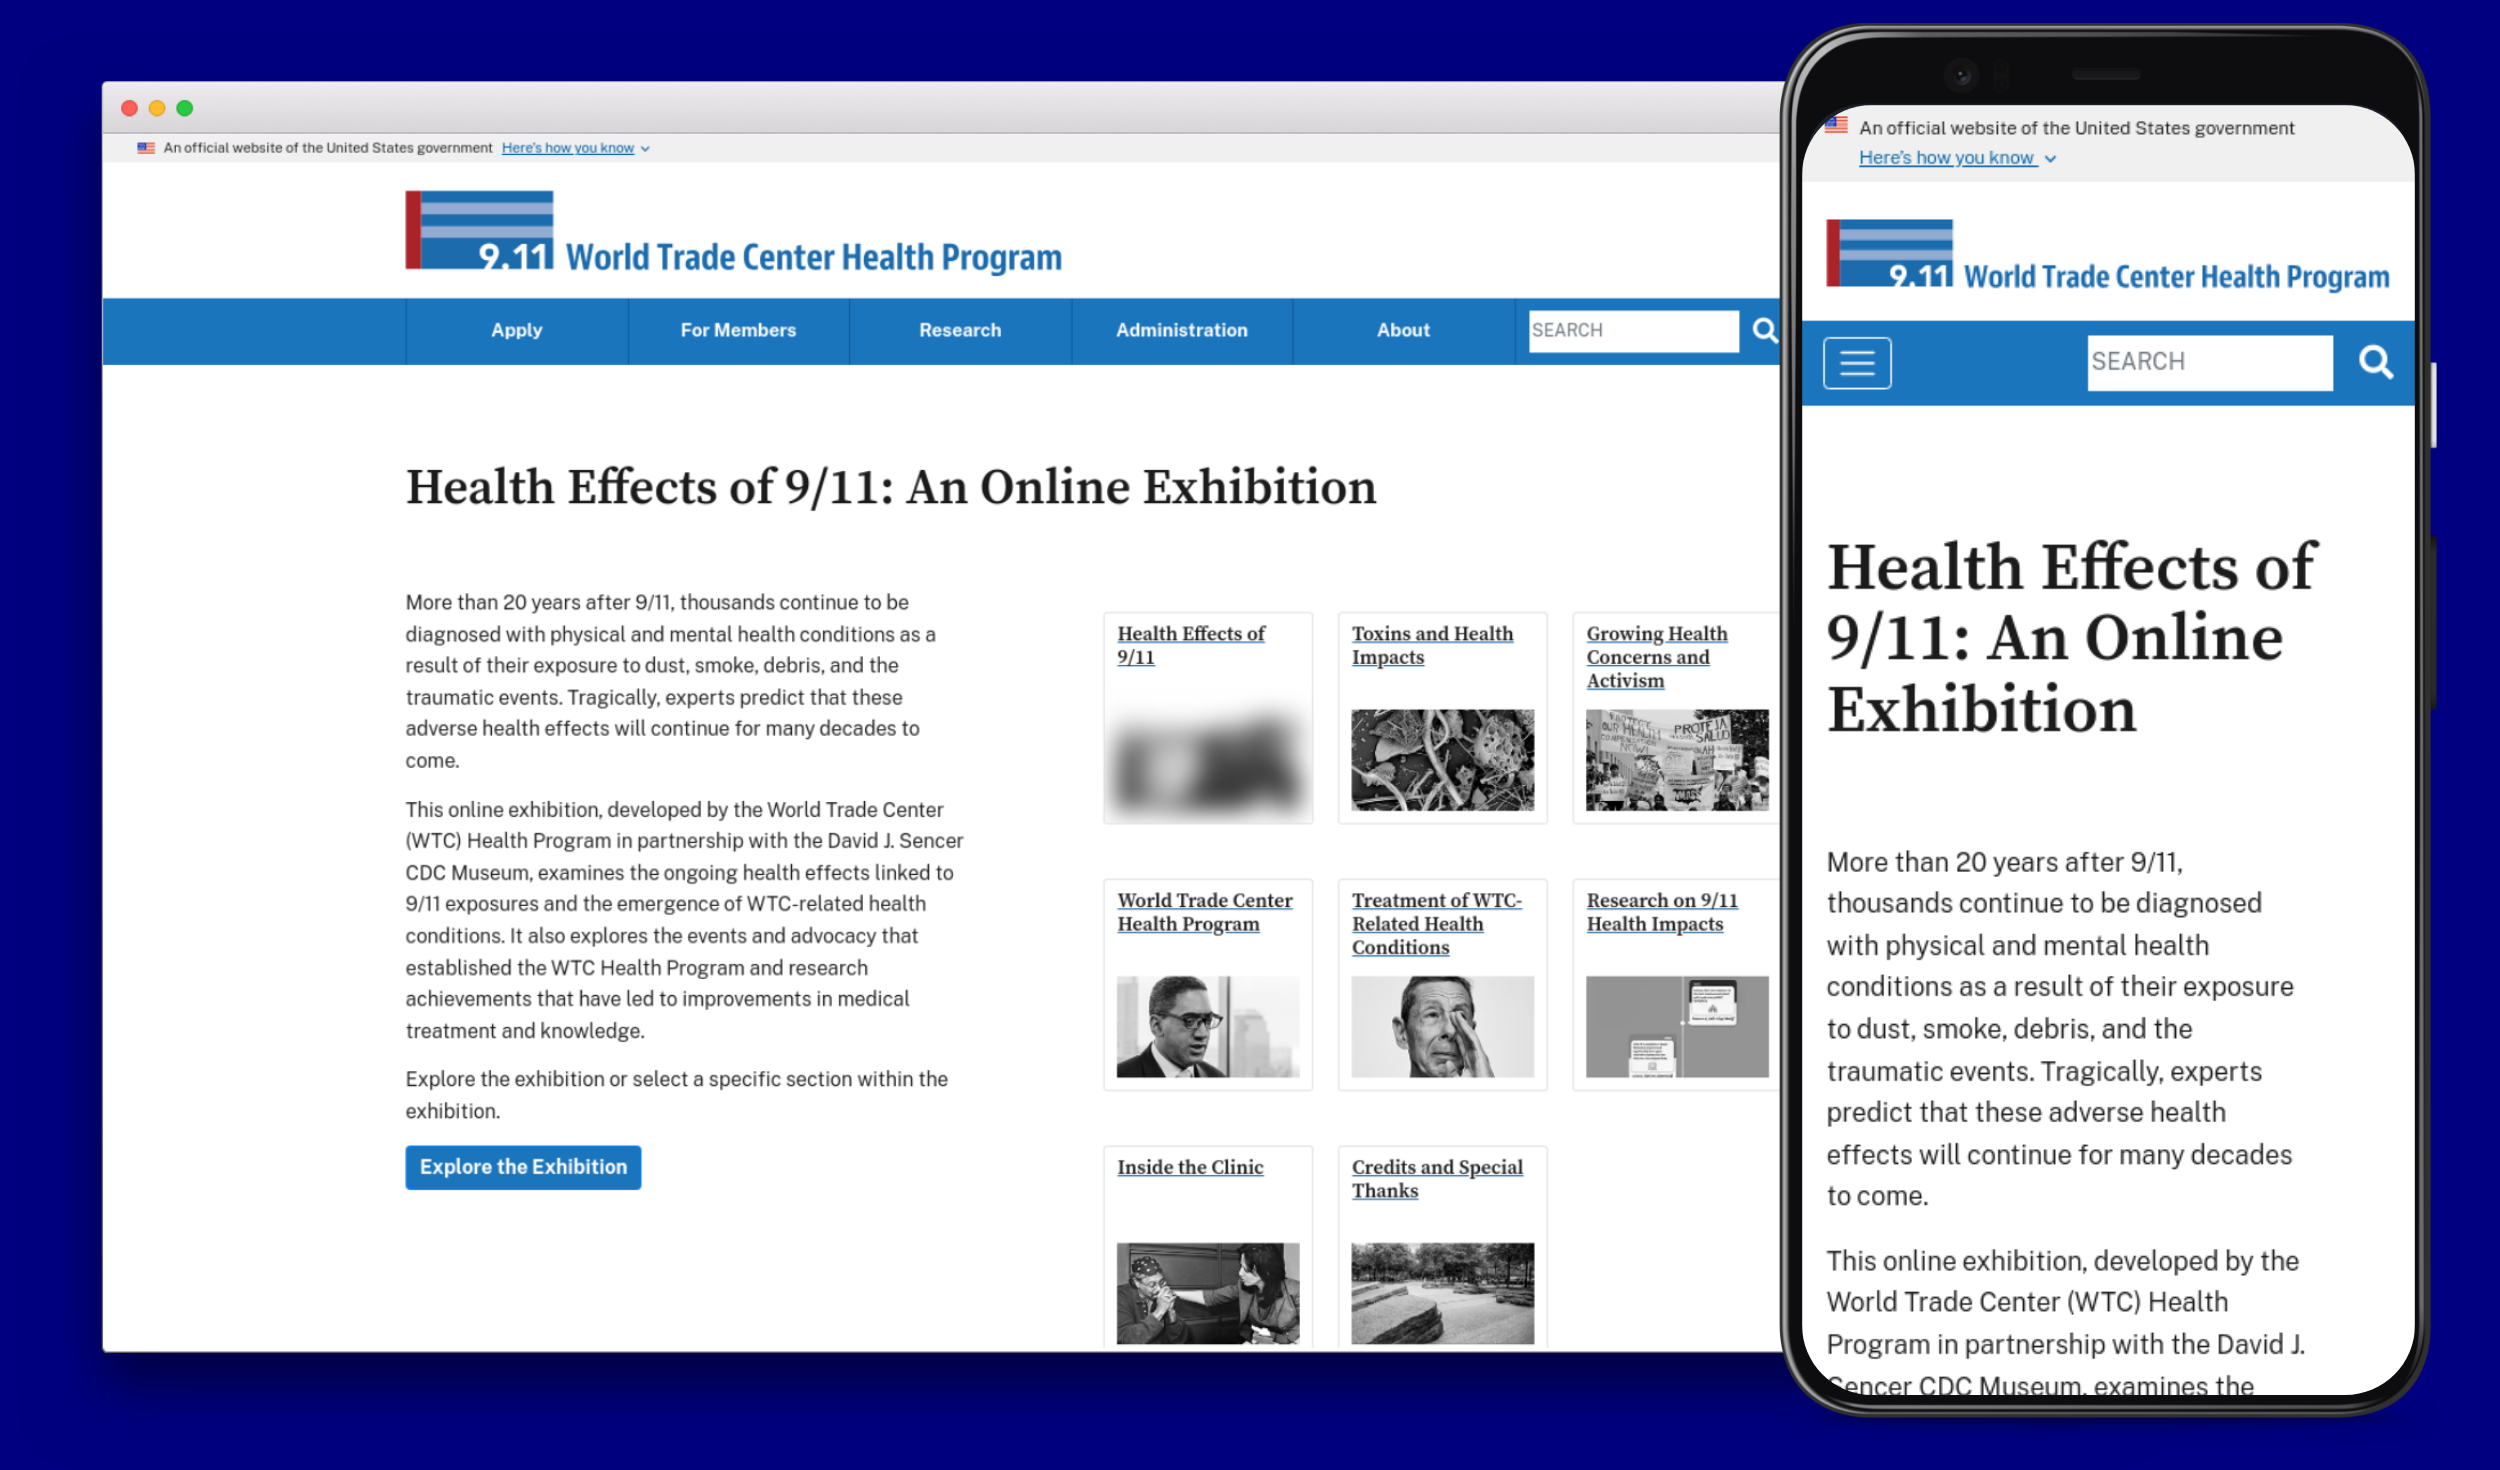 An official website of the United States government Here's how you know
9.11 World Trade Center Health Program
Apply
For Members
Research
Administration
About
SEARCH
Health Effects of 9/11: An Online Exhibition
More than 20 years after 9/11, thousands continue to be
diagnosed with physical and mental health conditions as a
result of their exposure to dust, smoke, debris, and the
traumatic events. Tragically, experts predict that these
adverse health effects will continue for many decades to
come.
This online exhibition, developed by the World Trade Center
(WTC) Health Program in partnership with the David J. Sencer
CDC Museum, examines the ongoing health effects linked to
9/11 exposures and the emergence of WTC-related health
conditions. It also explores the events and advocacy that
established the WTC Health Program and research
achievements that have led to improvements in medical
treatment and knowledge.
Explore the exhibition or select a specific section within the
exhibition.
Explore the Exhibition
Health Effects of
9/11
Toxins and Health
Impacts
Growing Health
Concerns and
Activism
OUR HEALTH
NOW!
PROTEJA
SALUD
World Trade Center
Health Program
Treatment of WTC-
Related Health
Conditions
Research on 9/11
Health Impacts
Inside the Clinic
Credits and Special
Thanks
An official website of the United States government
Here's how you know
9.11 World Trade Center Health Program
SEARCH
Health Effects of
9/11: An Online
Exhibition
More than 20 years after 9/11,
thousands continue to be diagnosed
with physical and mental health
conditions as a result of their exposure
to dust, smoke, debris, and the
traumatic events. Tragically, experts
predict that these adverse health
effects will continue for many decades
to come.
This online exhibition, developed by the
World Trade Center (WTC) Health
Program in partnership with the David J.
Sencer CDC Museum, examines the